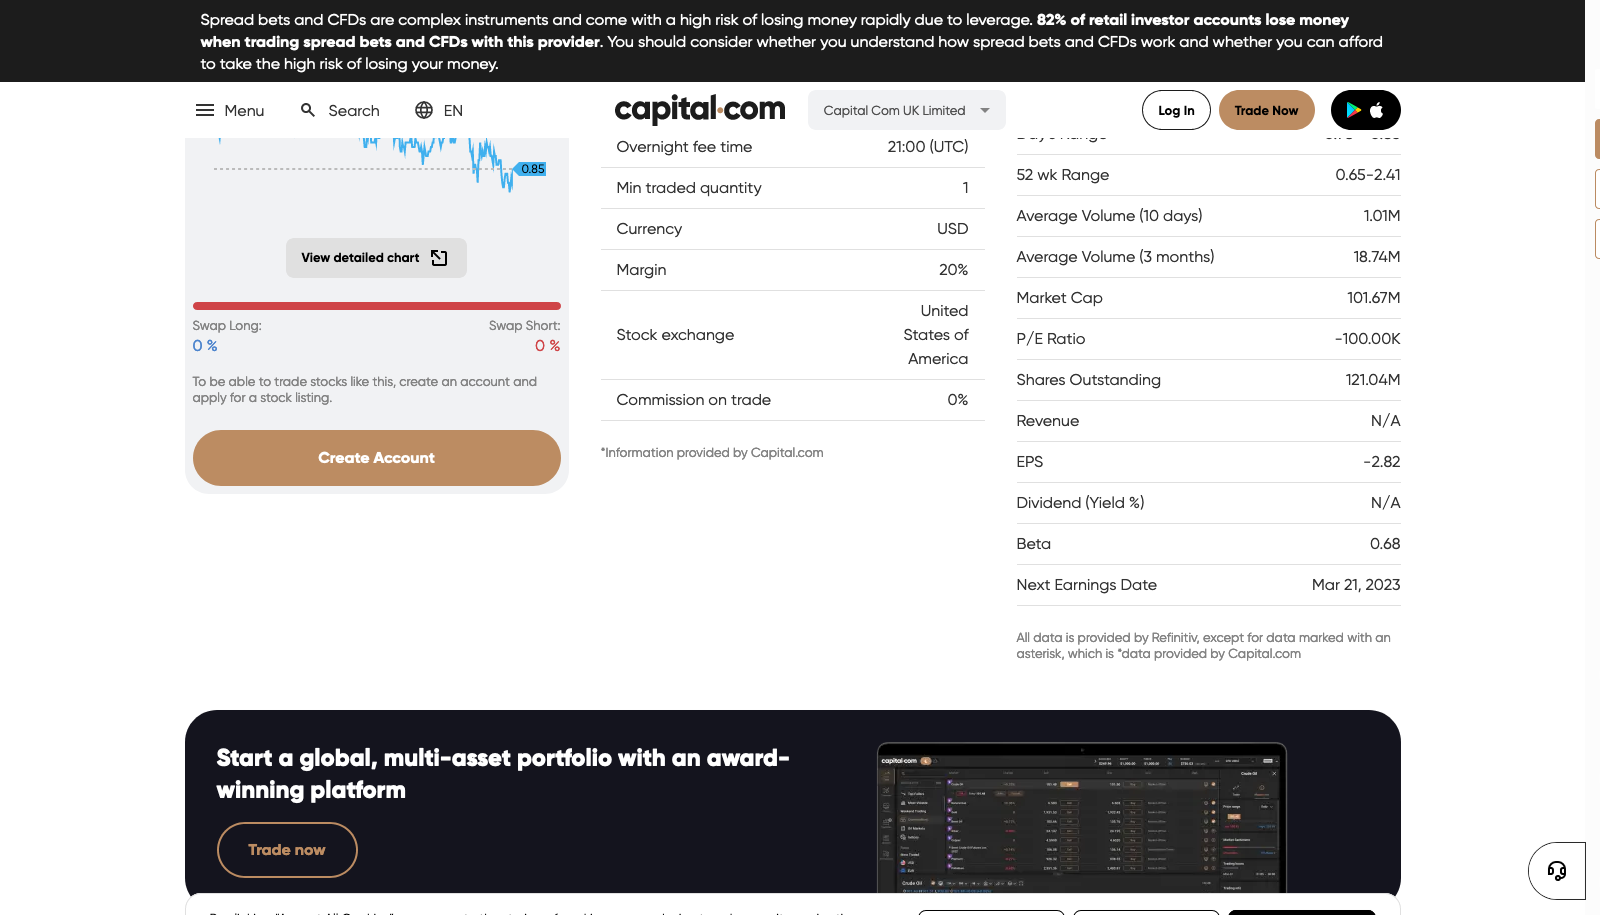 Spread bets and CFDs are complex instruments and come with a high risk of losing money rapidly due to leverage. 82% of retail investor accounts lose money
when trading spread bets and CFDs with this provider. You should consider whether you understand how spread bets and CFDs work and whether you can afford
to take the high risk of losing your money.
Menu
Search
EN
capital.com
Capital Com UK Limited
Log In
Trade Now
0.85
View detailed chart
Swap Long:
Swap Short:
0 %
0 %
To be able to trade stocks like this, create an account and
apply for a stock listing.
Create Account
Overnight fee time 21:00 (UTC)
Min traded quantity 1
Currency USD
Margin 20%
Stock exchange United
States of
America
Commission on trade 0%
*Information provided by Capital.com
52 wk Range 0.65-2.41
Average Volume (10 days) 1.01M
Average Volume (3 months) 18.74M
Market Cap 101.67M
P/E Ratio -100.00K
Shares Outstanding 121.04M
Revenue N/A
EPS -2.82
Dividend (Yield %) N/A
Beta 0.68
Next Earnings Date Mar 21, 2023
All data is provided by Refinitiv, except for data marked with an
asterisk, which is *data provided by Capital.com
Start a global, multi-asset portfolio with an award-
winning platform
Trade now
capital.com
Crude Oil
Crude Oil